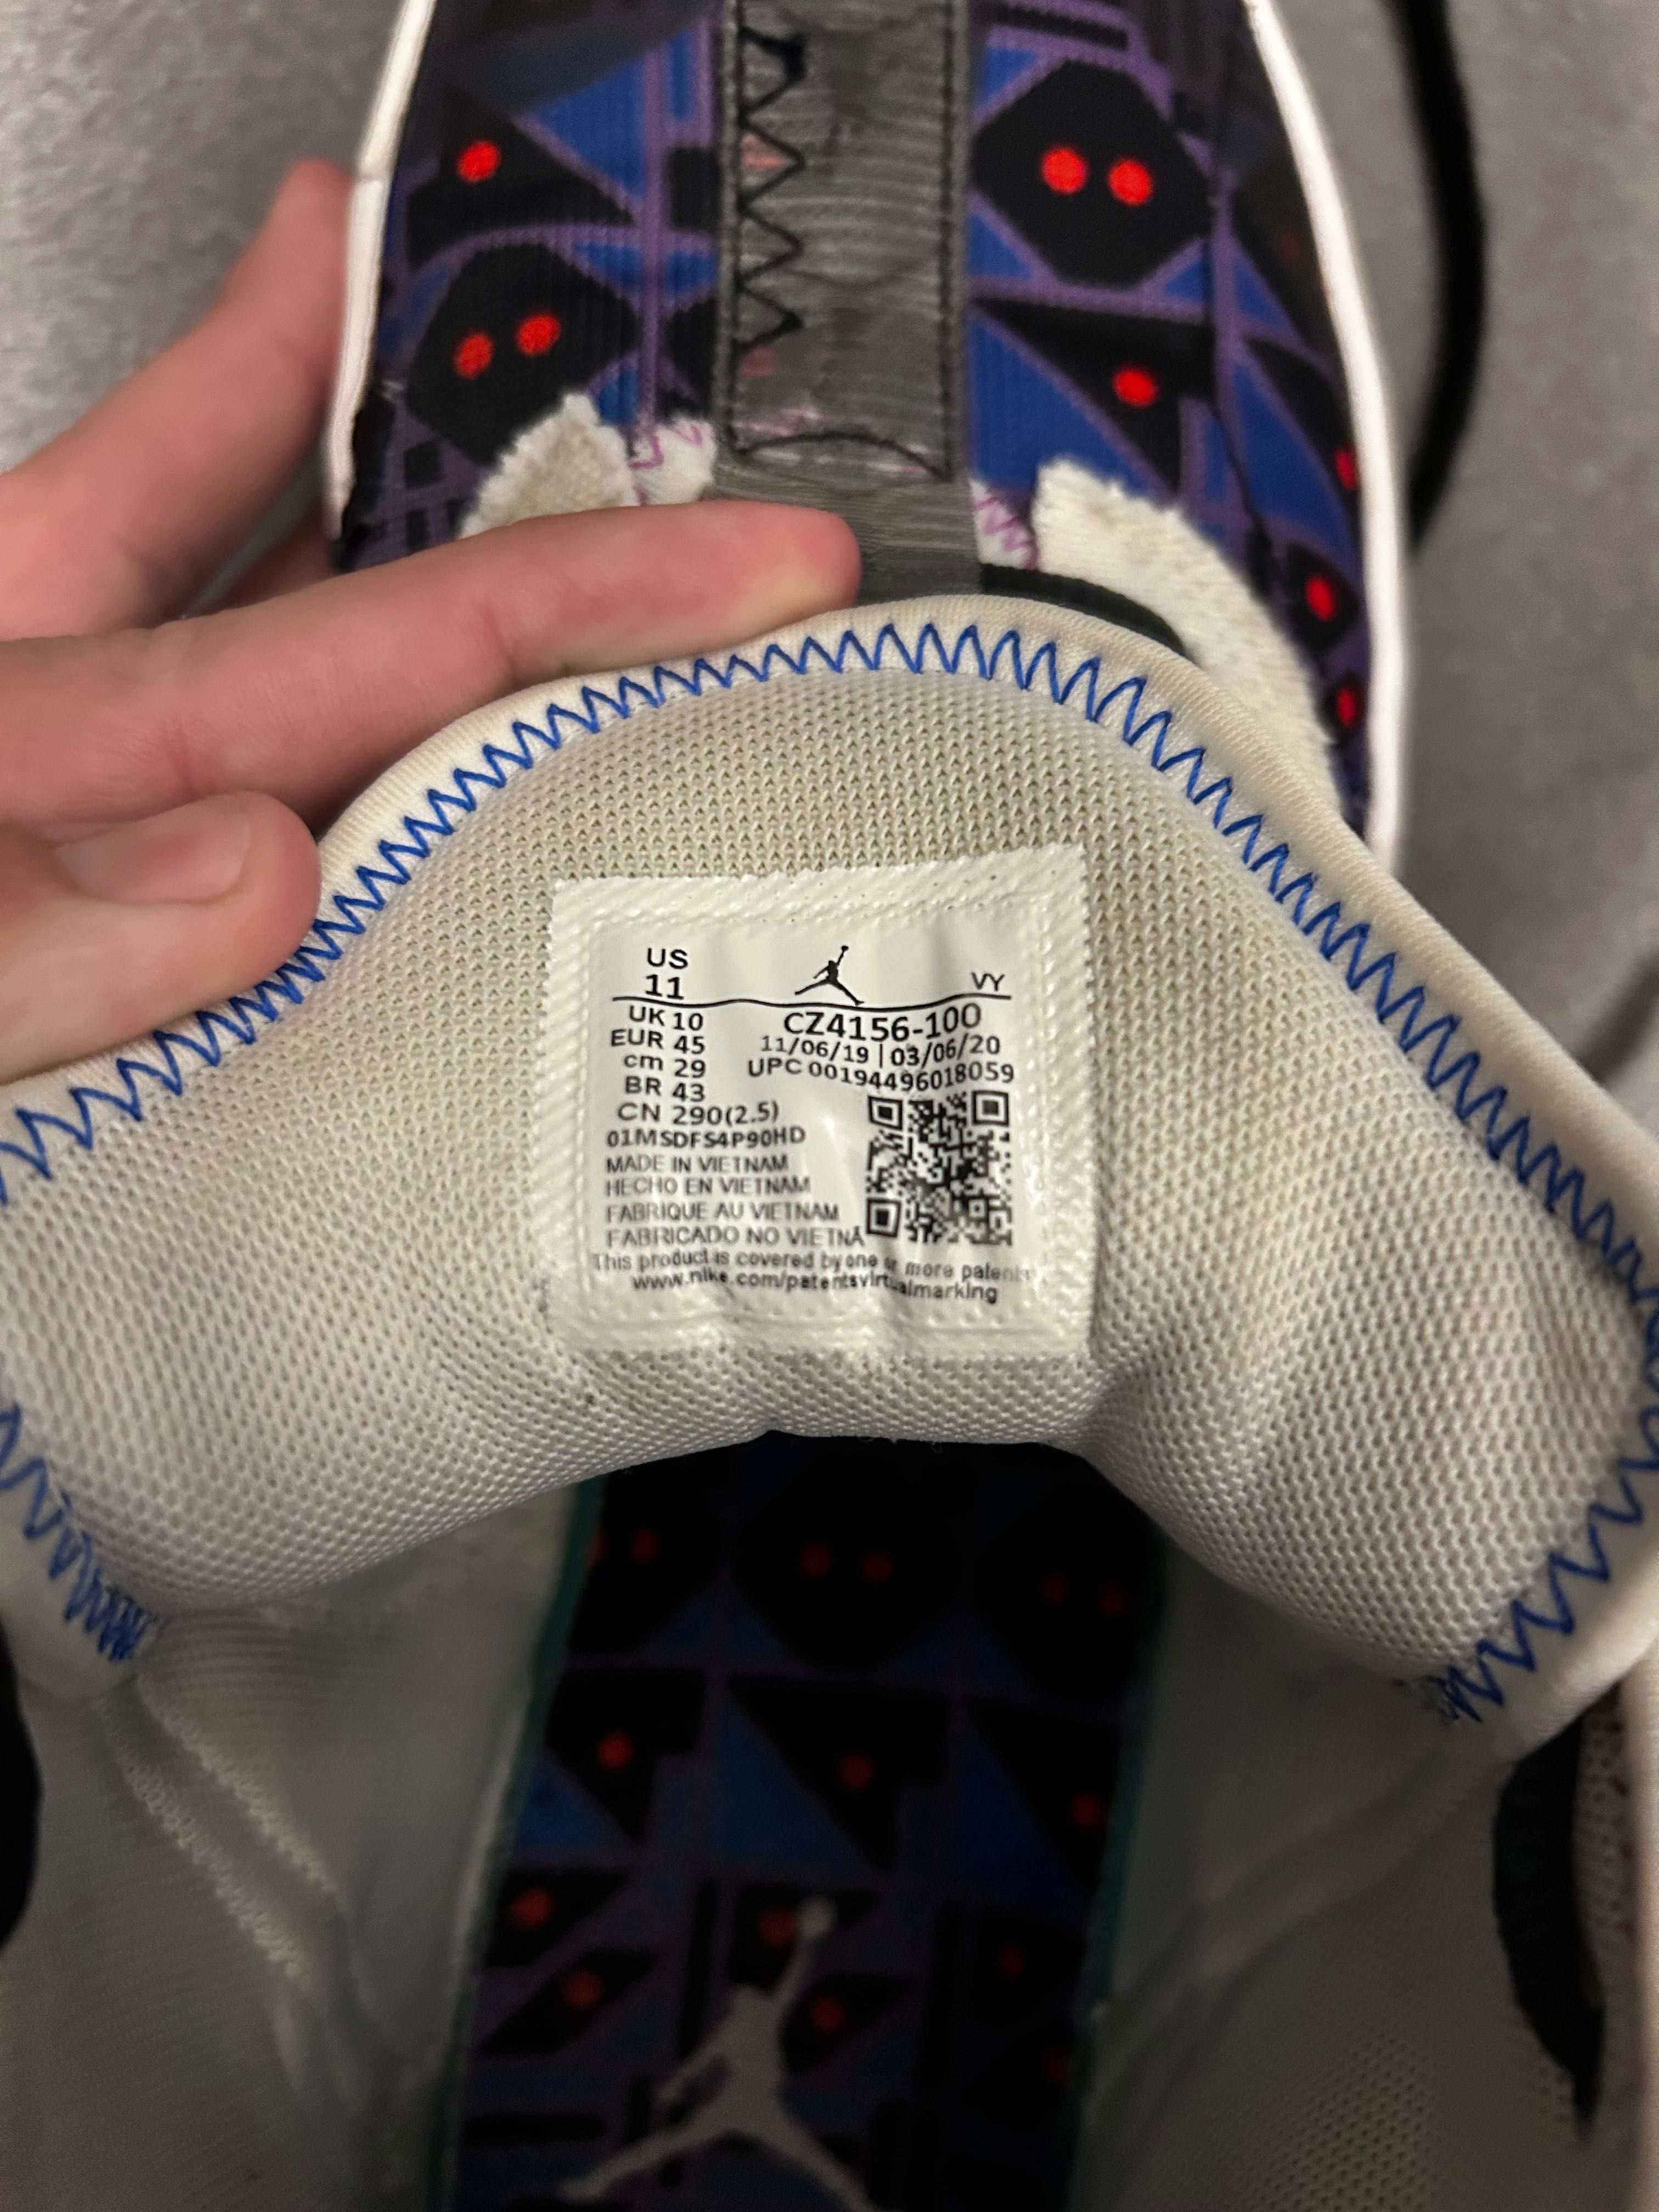 US
11
VY
UK 10
CZ4156-100
EUR 45
11/06/19 | 03/06/20
cm 29
UPC 00194496018059
BR 43
CN 290(2.5)
01MSDFS4P90HD
MADE IN VIETNAM
HECHO EN VIETNAM
FABRIQUE AU VIETNAM
FABRICADO NO VIETNÃ
This product is covered by one or more patents
www.nike.com/patentsvirtualmarking